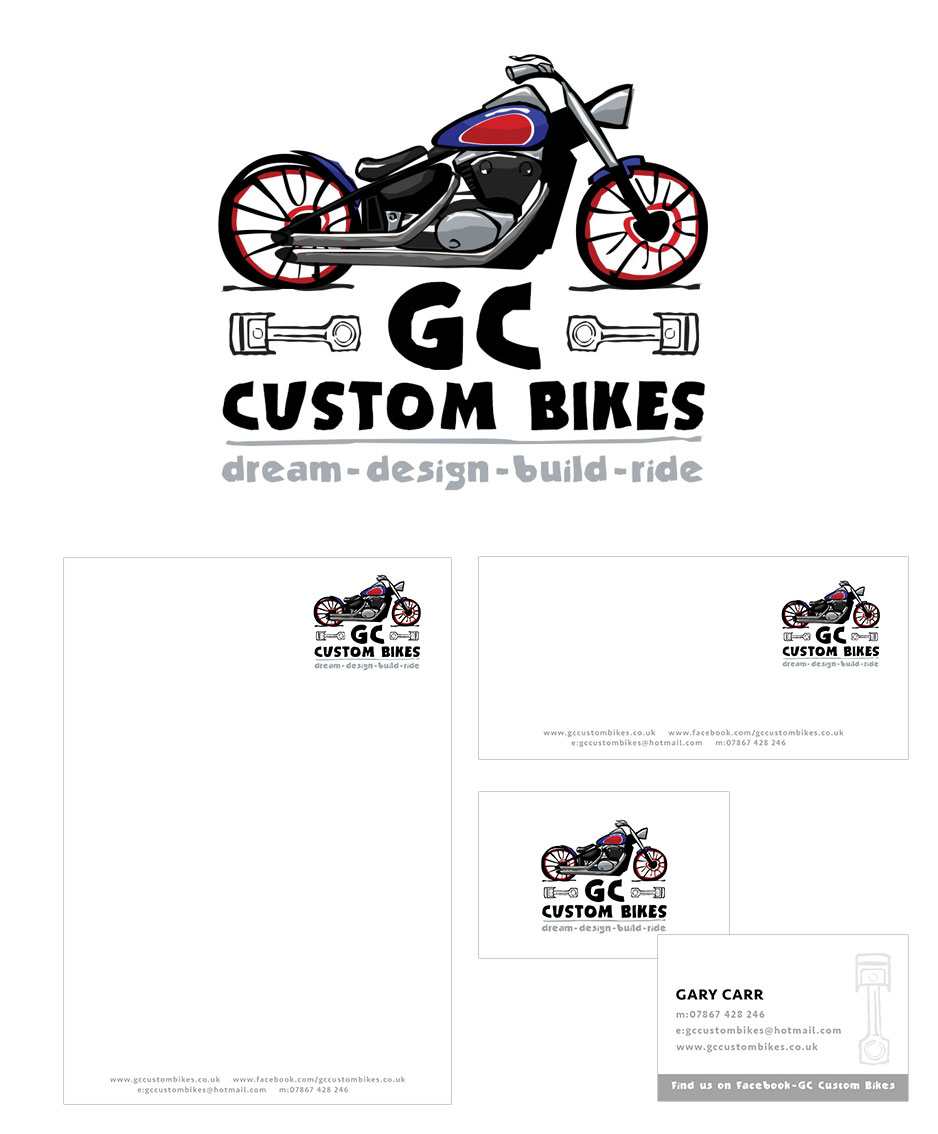 GC
CUSTOM BIKES
dream-design-build-ride
GC
CUSTOM BIKES
dream-design-build-ride
www.gccustombikes.co.uk www.facebook.com/gccustombikes.co.uk
e:gccustombikes@hotmail.com m:07867 428 246
GC
CUSTOM BIKES
dream-design-build-ride
www.gccustombikes.co.uk www.facebook.com/gccustombikes.co.uk
e:gccustombikes@hotmail.com m:07867 428 246
GC
CUSTOM BIKES
dream-design-build-ride
GARY CARR
m:07867 428 246
e:gccustombikes@hotmail.com
www.gccustombikes.co.uk
Find us on Facebook-GC Custom Bikes